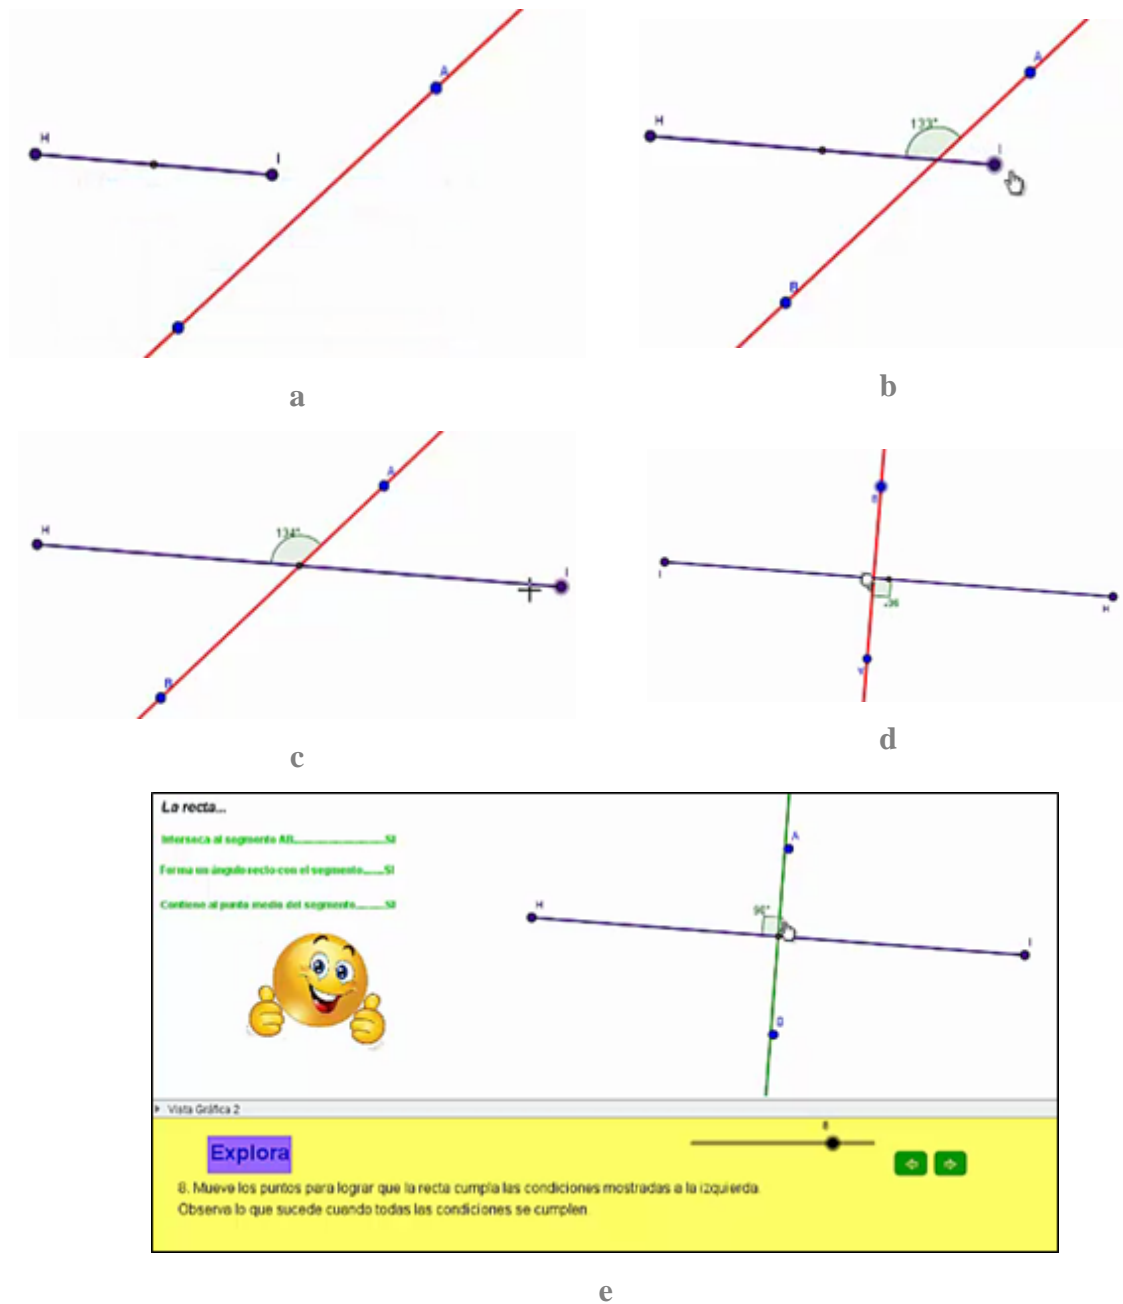 H
I
A
a
H
133°
I
A
B
b
H
134°
A
I
B
c
I
H
d
La recta...
Interseca al segmento AB...............................SI
Forma un ángulo recto con el segmento.......SI
Contiene al punto medio del segmento..........SI
A
H
90°
I
Vista Gráfica 2
8
Explora
8. Mueve los puntos para lograr que la recta cumpla las condiciones mostradas a la izquierda.
Observa lo que sucede cuando todas las condiciones se cumplen
e